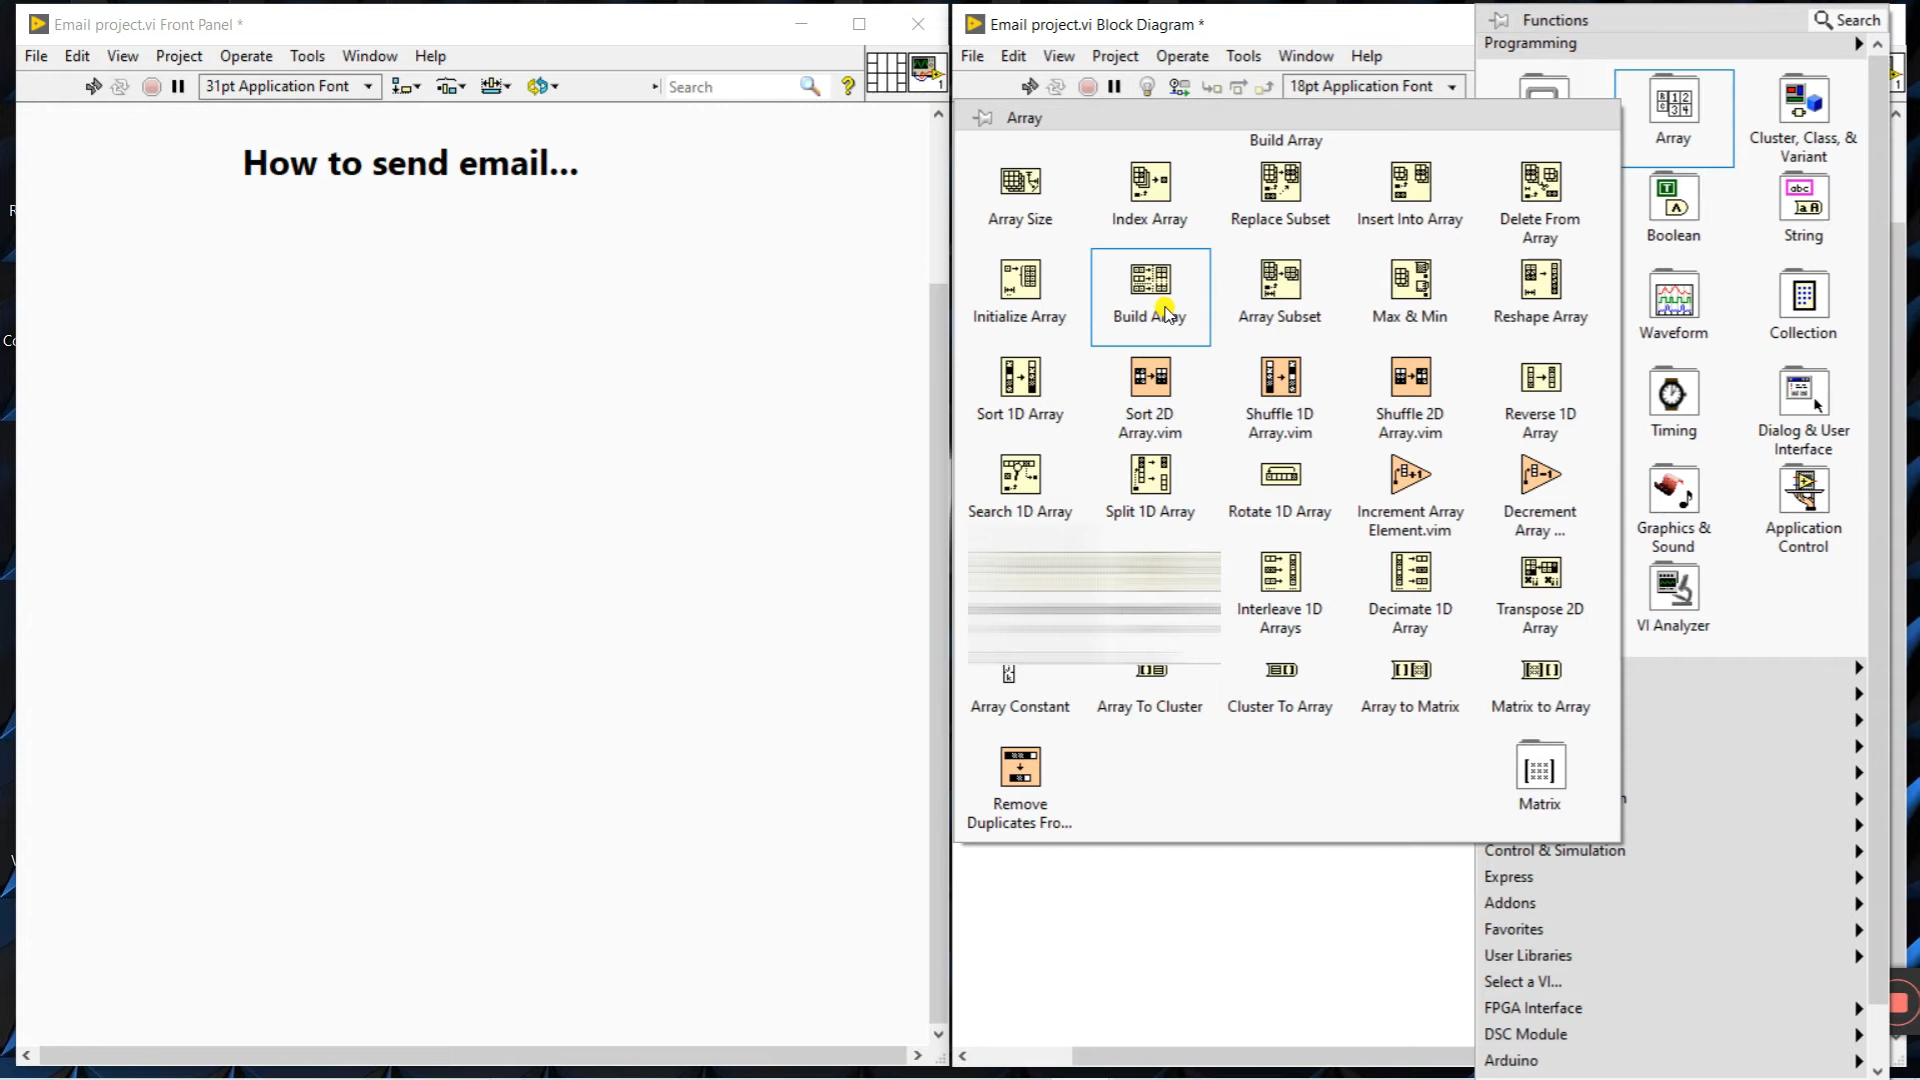 Email project.vi Front Panel *
File Edit View Project Operate Tools Window Help
31pt Application Font
Search
How to send email...
Email project.vi Block Diagram *
File Edit View Project Operate Tools Window Help
18pt Application Font
Functions
Search
Programming
Array
Cluster, Class, &
Variant
Boolean
String
Waveform
Collection
Timing
Dialog & User
Interface
Graphics &
Sound
Application
Control
VI Analyzer
Array
Build Array
Array Size
Index Array
Replace Subset
Insert Into Array
Delete From
Array
Initialize Array
Build Array
Array Subset
Max & Min
Reshape Array
Sort 1D Array
Sort 2D
Array.vim
Shuffle 1D
Array.vim
Shuffle 2D
Array.vim
Reverse 1D
Array
Search 1D Array
Split 1D Array
Rotate 1D Array
Increment Array
Element.vim
Decrement
Array ...
Interleave 1D
Arrays
Decimate 1D
Array
Transpose 2D
Array
Array Constant
Array To Cluster
Cluster To Array
Array to Matrix
Matrix to Array
Remove
Duplicates Fro...
Matrix
Control & Simulation
Express
Addons
Favorites
User Libraries
Select a VI...
FPGA Interface
DSC Module
Arduino